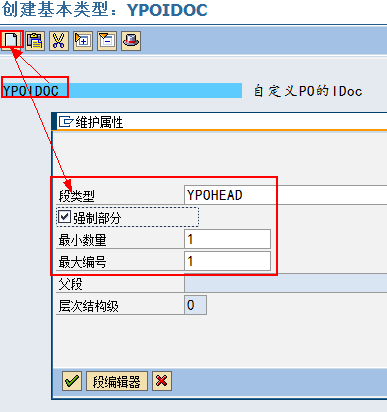 创建基本类型：YPOIDOC
YPOIDOC 自定义PO的IDoc
维护属性
段类型 YPOHEAD
强制部分
最小数量 1
最大编号 1
父段
层次结构级 0
段编辑器